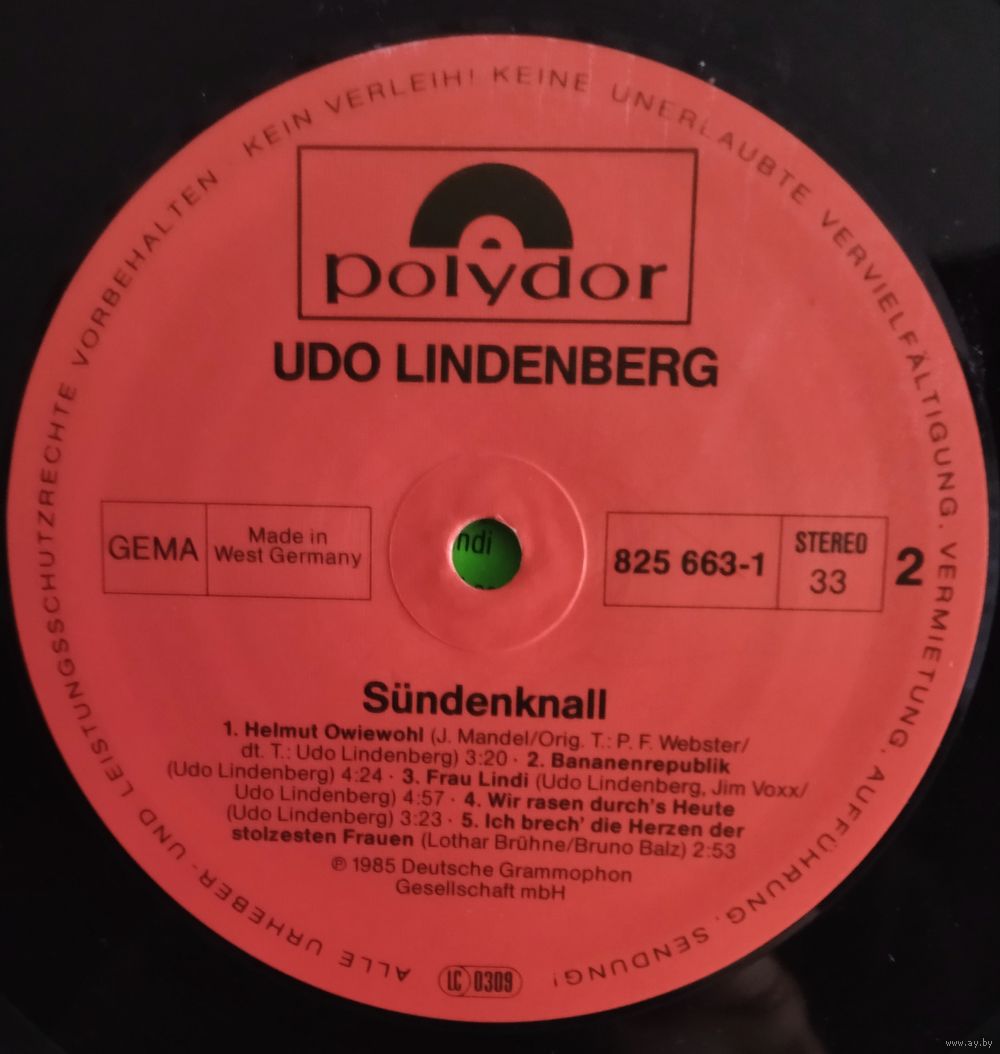 ALLE URHEBER- UND LEISTUNGSSCHUTZRECHTE VORBEHALTEN KEIN VERLEIH! KEINE UNERLAUBTE VERVIELFÄLTIGUNG, VERMIETUNG, AUFFÜHRUNG, SENDUNG!
polydor
UDO LINDENBERG
GEMA
Made in
West Germany
ndi
825 663-1
STEREO
33
2
Sündenknall
1. Helmut Owiewohl (J. Mandel/Orig. T.: P. F. Webster/
dt. T.: Udo Lindenberg) 3:20 · 2. Bananenrepublik
(Udo Lindenberg) 4:24 · 3. Frau Lindi (Udo Lindenberg, Jim Voxx/
Udo Lindenberg) 4:57 · 4. Wir rasen durch's Heute
(Udo Lindenberg) 3:23 · 5. Ich brech' die Herzen der
stolzesten Frauen (Lothar Brühne/Bruno Balz) 2:53
℗ 1985 Deutsche Grammophon
Gesellschaft mbH
LC 0309
www.ay.by